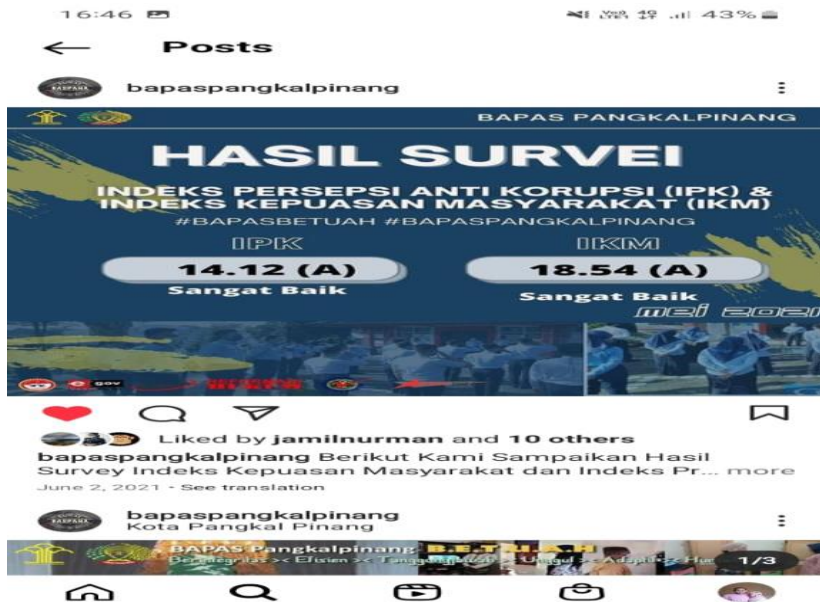 16:46
43%
Posts
bapaspangkalpinang
BAPAS PANGKALPINANG
HASIL SURVEI
INDEKS PERSEPSI ANTI KORUPSI (IPK) &
INDEKS KEPUASAN MASYARAKAT (IKM)
#BAPASBETUAH #BAPASPANGKALPINANG
IPK IKM
14.12 (A) 18.54 (A)
Sangat Baik Sangat Baik
mei 2021
Liked by jamilnurman and 10 others
bapaspangkalpinang Berikut Kami Sampaikan Hasil
Survey Indeks Kepuasan Masyarakat dan Indeks Pr... more
June 2, 2021 • See translation
bapaspangkalpinang
Kota Pangkal Pinang
BAPAS Pangkalpinang B.E.T.U.A.H
1/3